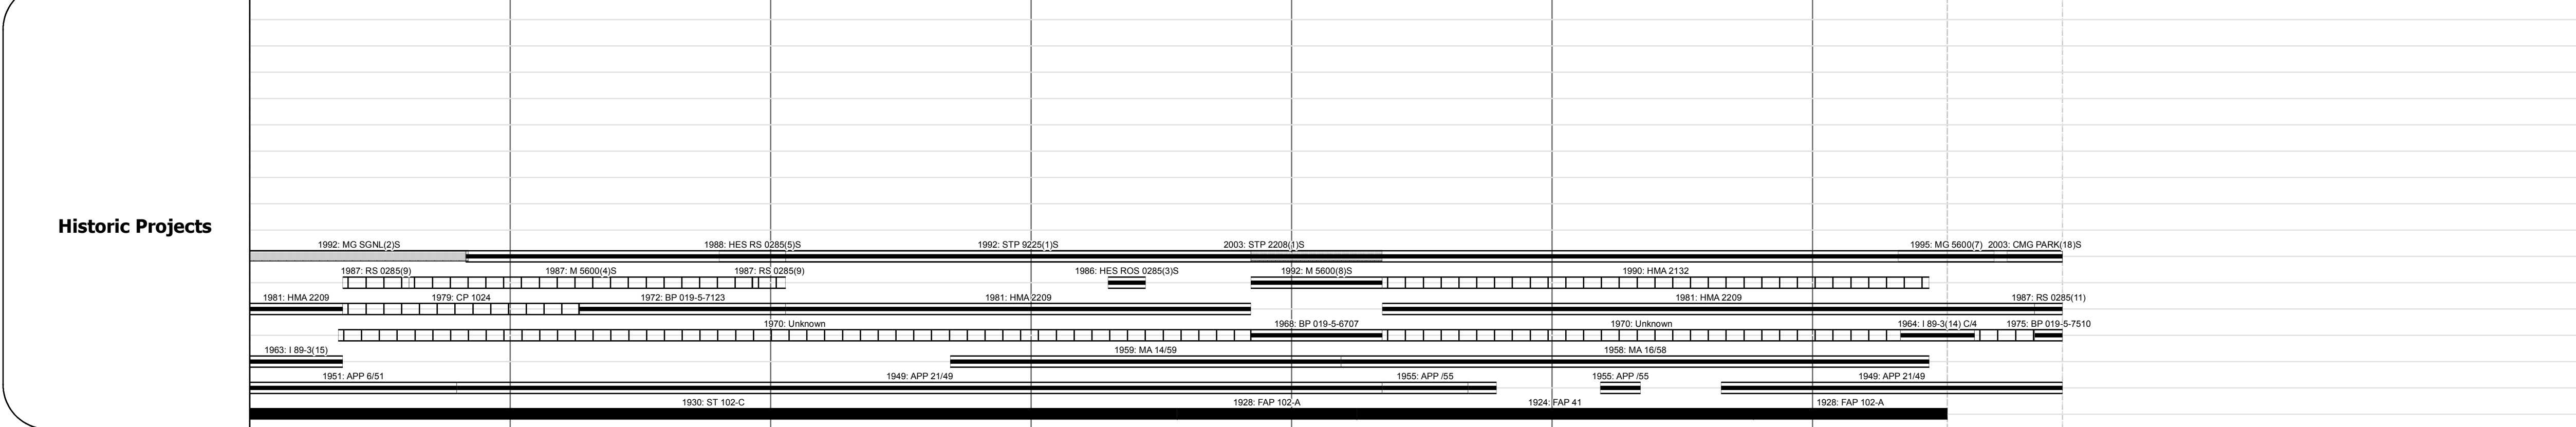 Historic Projects
1992: MG SGNL(2)S 1988: HES RS 0285(5)S 1992: STP 9225(1)S 2003: STP 2208(1)S 1995: MG 5600(7) 2003: CMG PARK(18)S
1987: RS 0285(9) 1987: M 5600(4)S 1987: RS 0285(9) 1986: HES ROS 0285(3)S 1992: M 5600(8)S 1990: HMA 2132
1981: HMA 2209 1979: CP 1024 1972: BP 019-5-7123 1981: HMA 2209 1981: HMA 2209 1987: RS 0285(11)
1970: Unknown 1968: BP 019-5-6707 1970: Unknown 1964: I 89-3(14) C/4 1975: BP 019-5-7510
1963: I 89-3(15) 1959: MA 14/59 1958: MA 16/58
1951: APP 6/51 1949: APP 21/49 1955: APP /55 1955: APP /55 1949: APP 21/49
1930: ST 102-C 1928: FAP 102-A 1924: FAP 41 1928: FAP 102-A